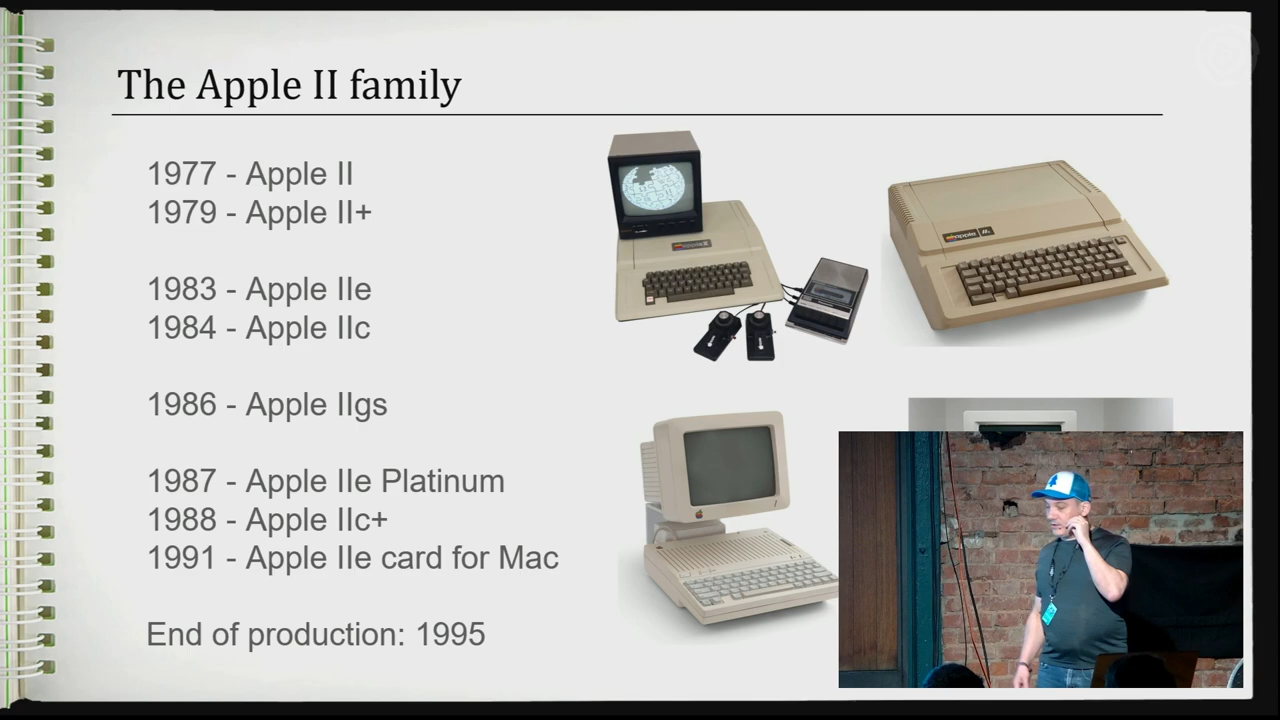 The Apple II family
1977 - Apple II
1979 - Apple II+
1983 - Apple IIe
1984 - Apple IIc
1986 - Apple IIgs
1987 - Apple IIe Platinum
1988 - Apple IIc+
1991 - Apple IIe card for Mac
End of production: 1995
apple